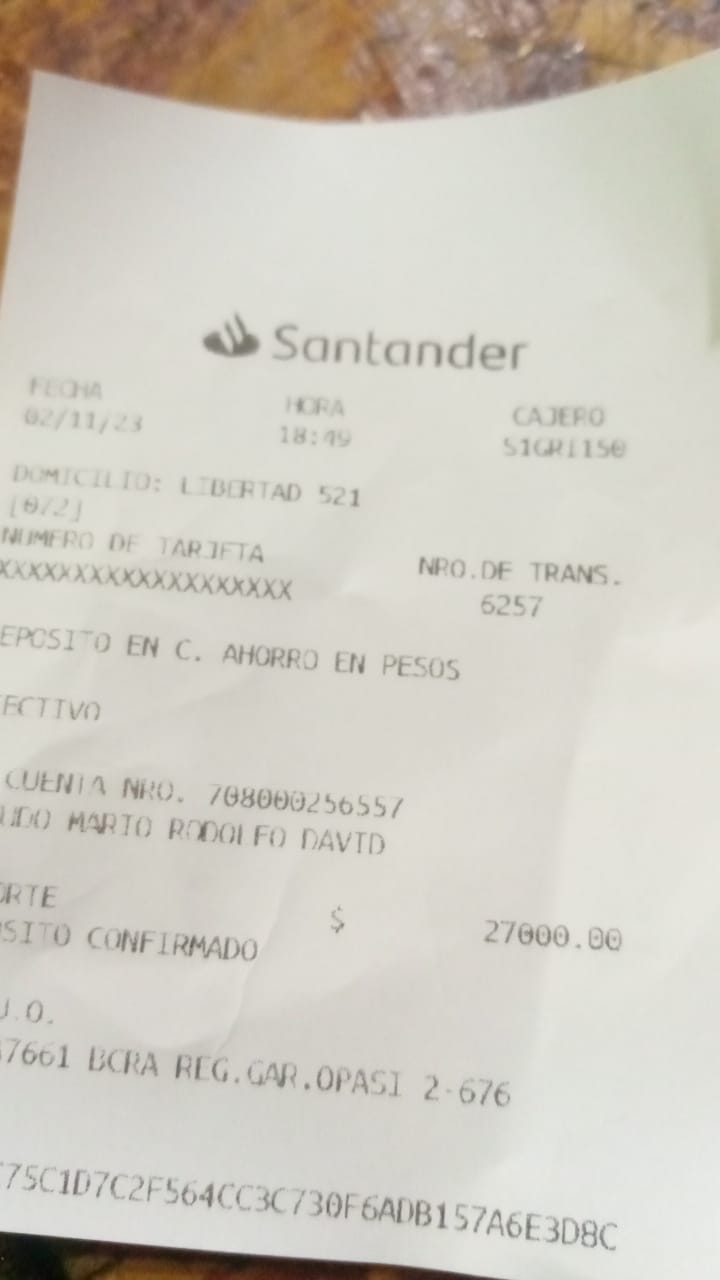 Santander
FECHA HORA CAJERO
02/11/23 18:49 S1GRI150
DOMICILIO: LIBERTAD 521
[072]
NUMERO DE TARJETA NRO.DE TRANS.
XXXXXXXXXXXXXXXXXXX 6257
EPOSITO EN C. AHORRO EN PESOS
ECTIVO
CUENTA NRO. 708000256557
UDO MARIO RODOLFO DAVID
ORTE $ 27000.00
SITO CONFIRMADO
U.O.
7661 BCRA REG.GAR.OPASI 2-676
75C1D7C2F564CC3C730F6ADB157A6E3D8C